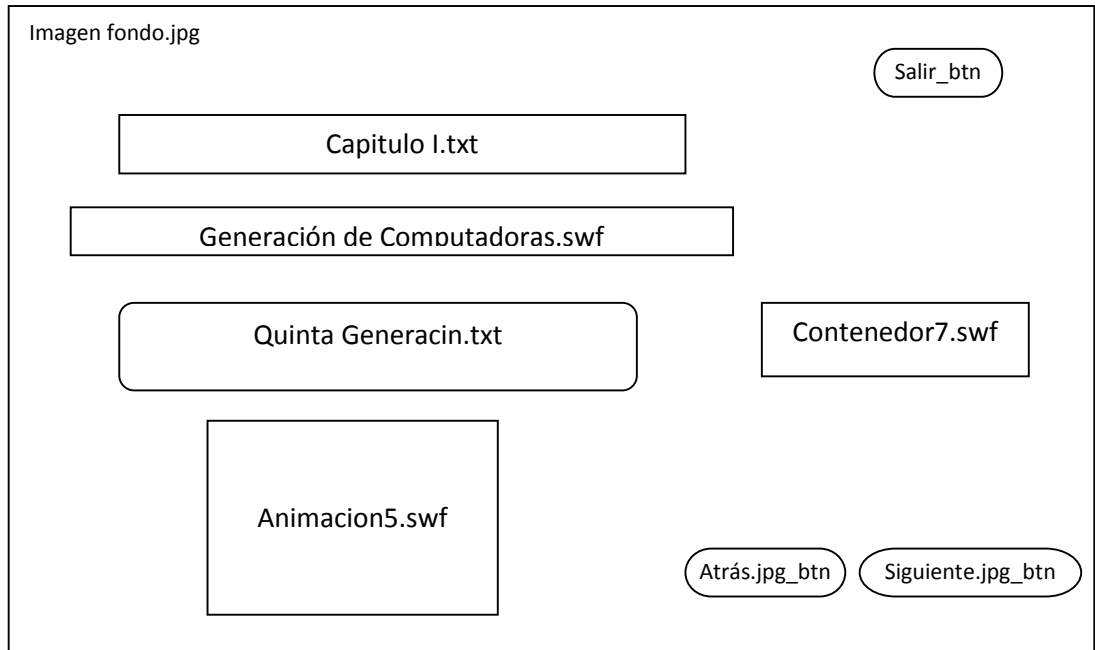 Imagen fondo.jpg
Salir_btn
Capitulo I.txt
Generación de Computadoras.swf
Quinta Generacin.txt
Contenedor7.swf
Animacion5.swf
Atrás.jpg_btn
Siguiente.jpg_btn